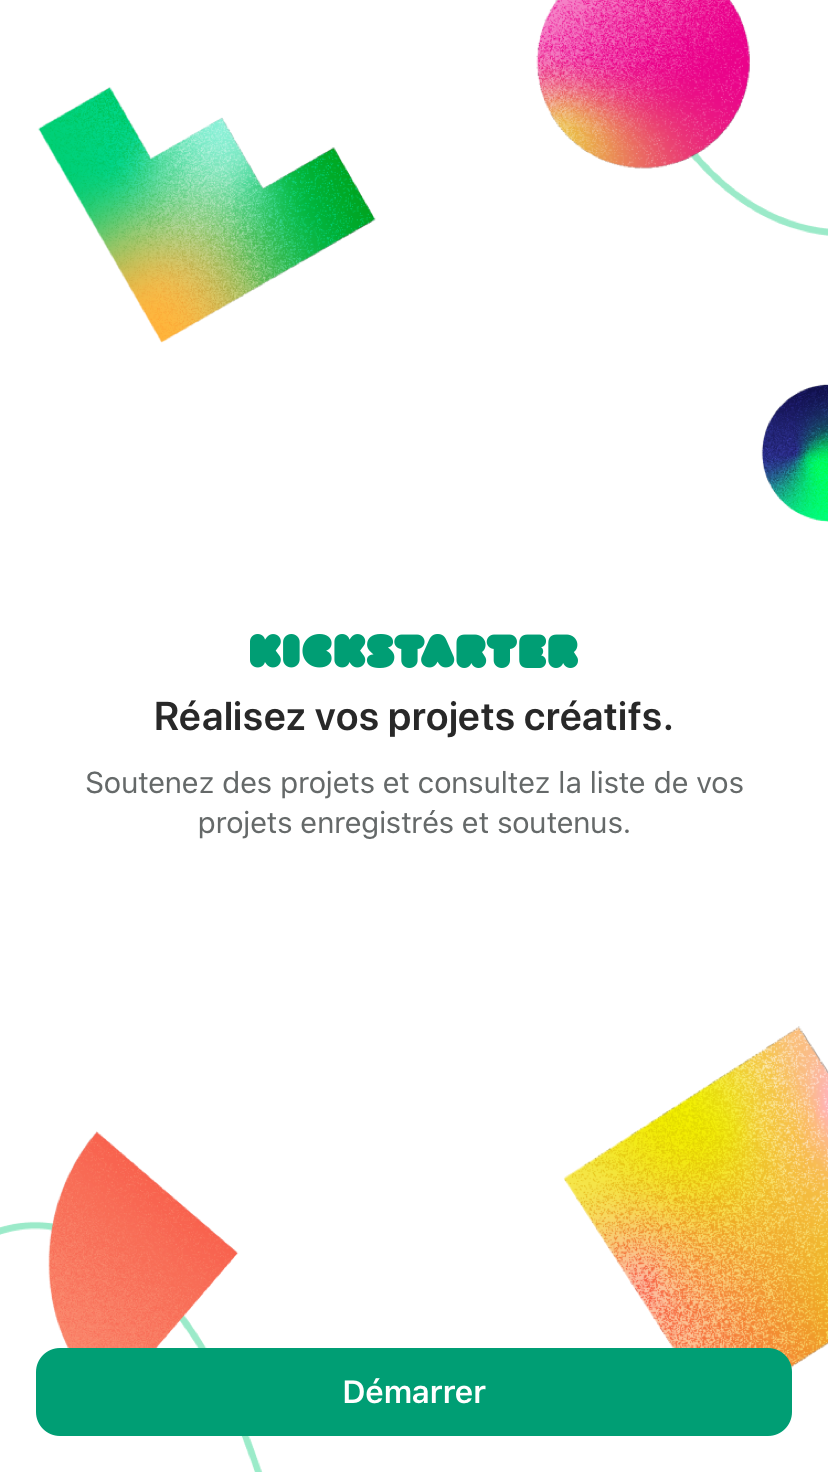 KICKSTARTER
Réalisez vos projets créatifs.
Soutenez des projets et consultez la liste de vos
projets enregistrés et soutenus.
Démarrer